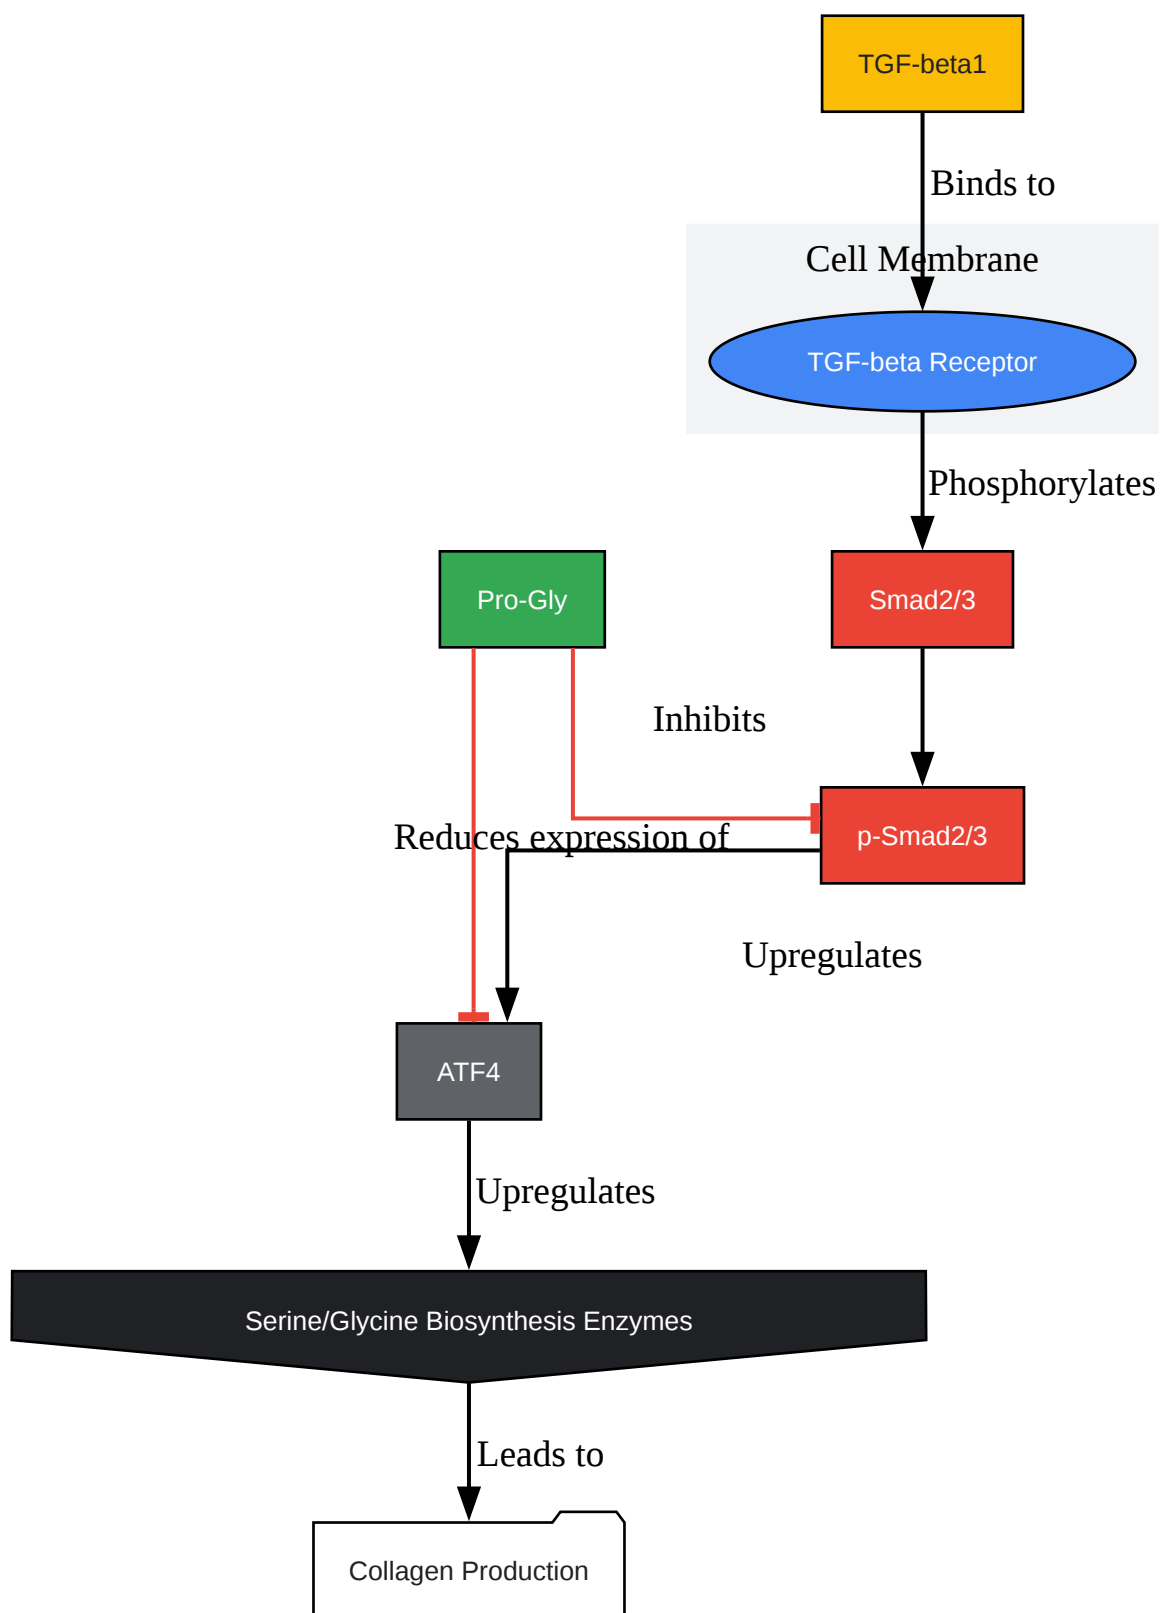 TGF-beta1
Binds to
Cell Membrane
TGF-beta Receptor
Phosphorylates
Pro-Gly
Smad2/3
Inhibits
Reduces expression of
p-Smad2/3
Upregulates
ATF4
Upregulates
Serine/Glycine Biosynthesis Enzymes
Leads to
Collagen Production